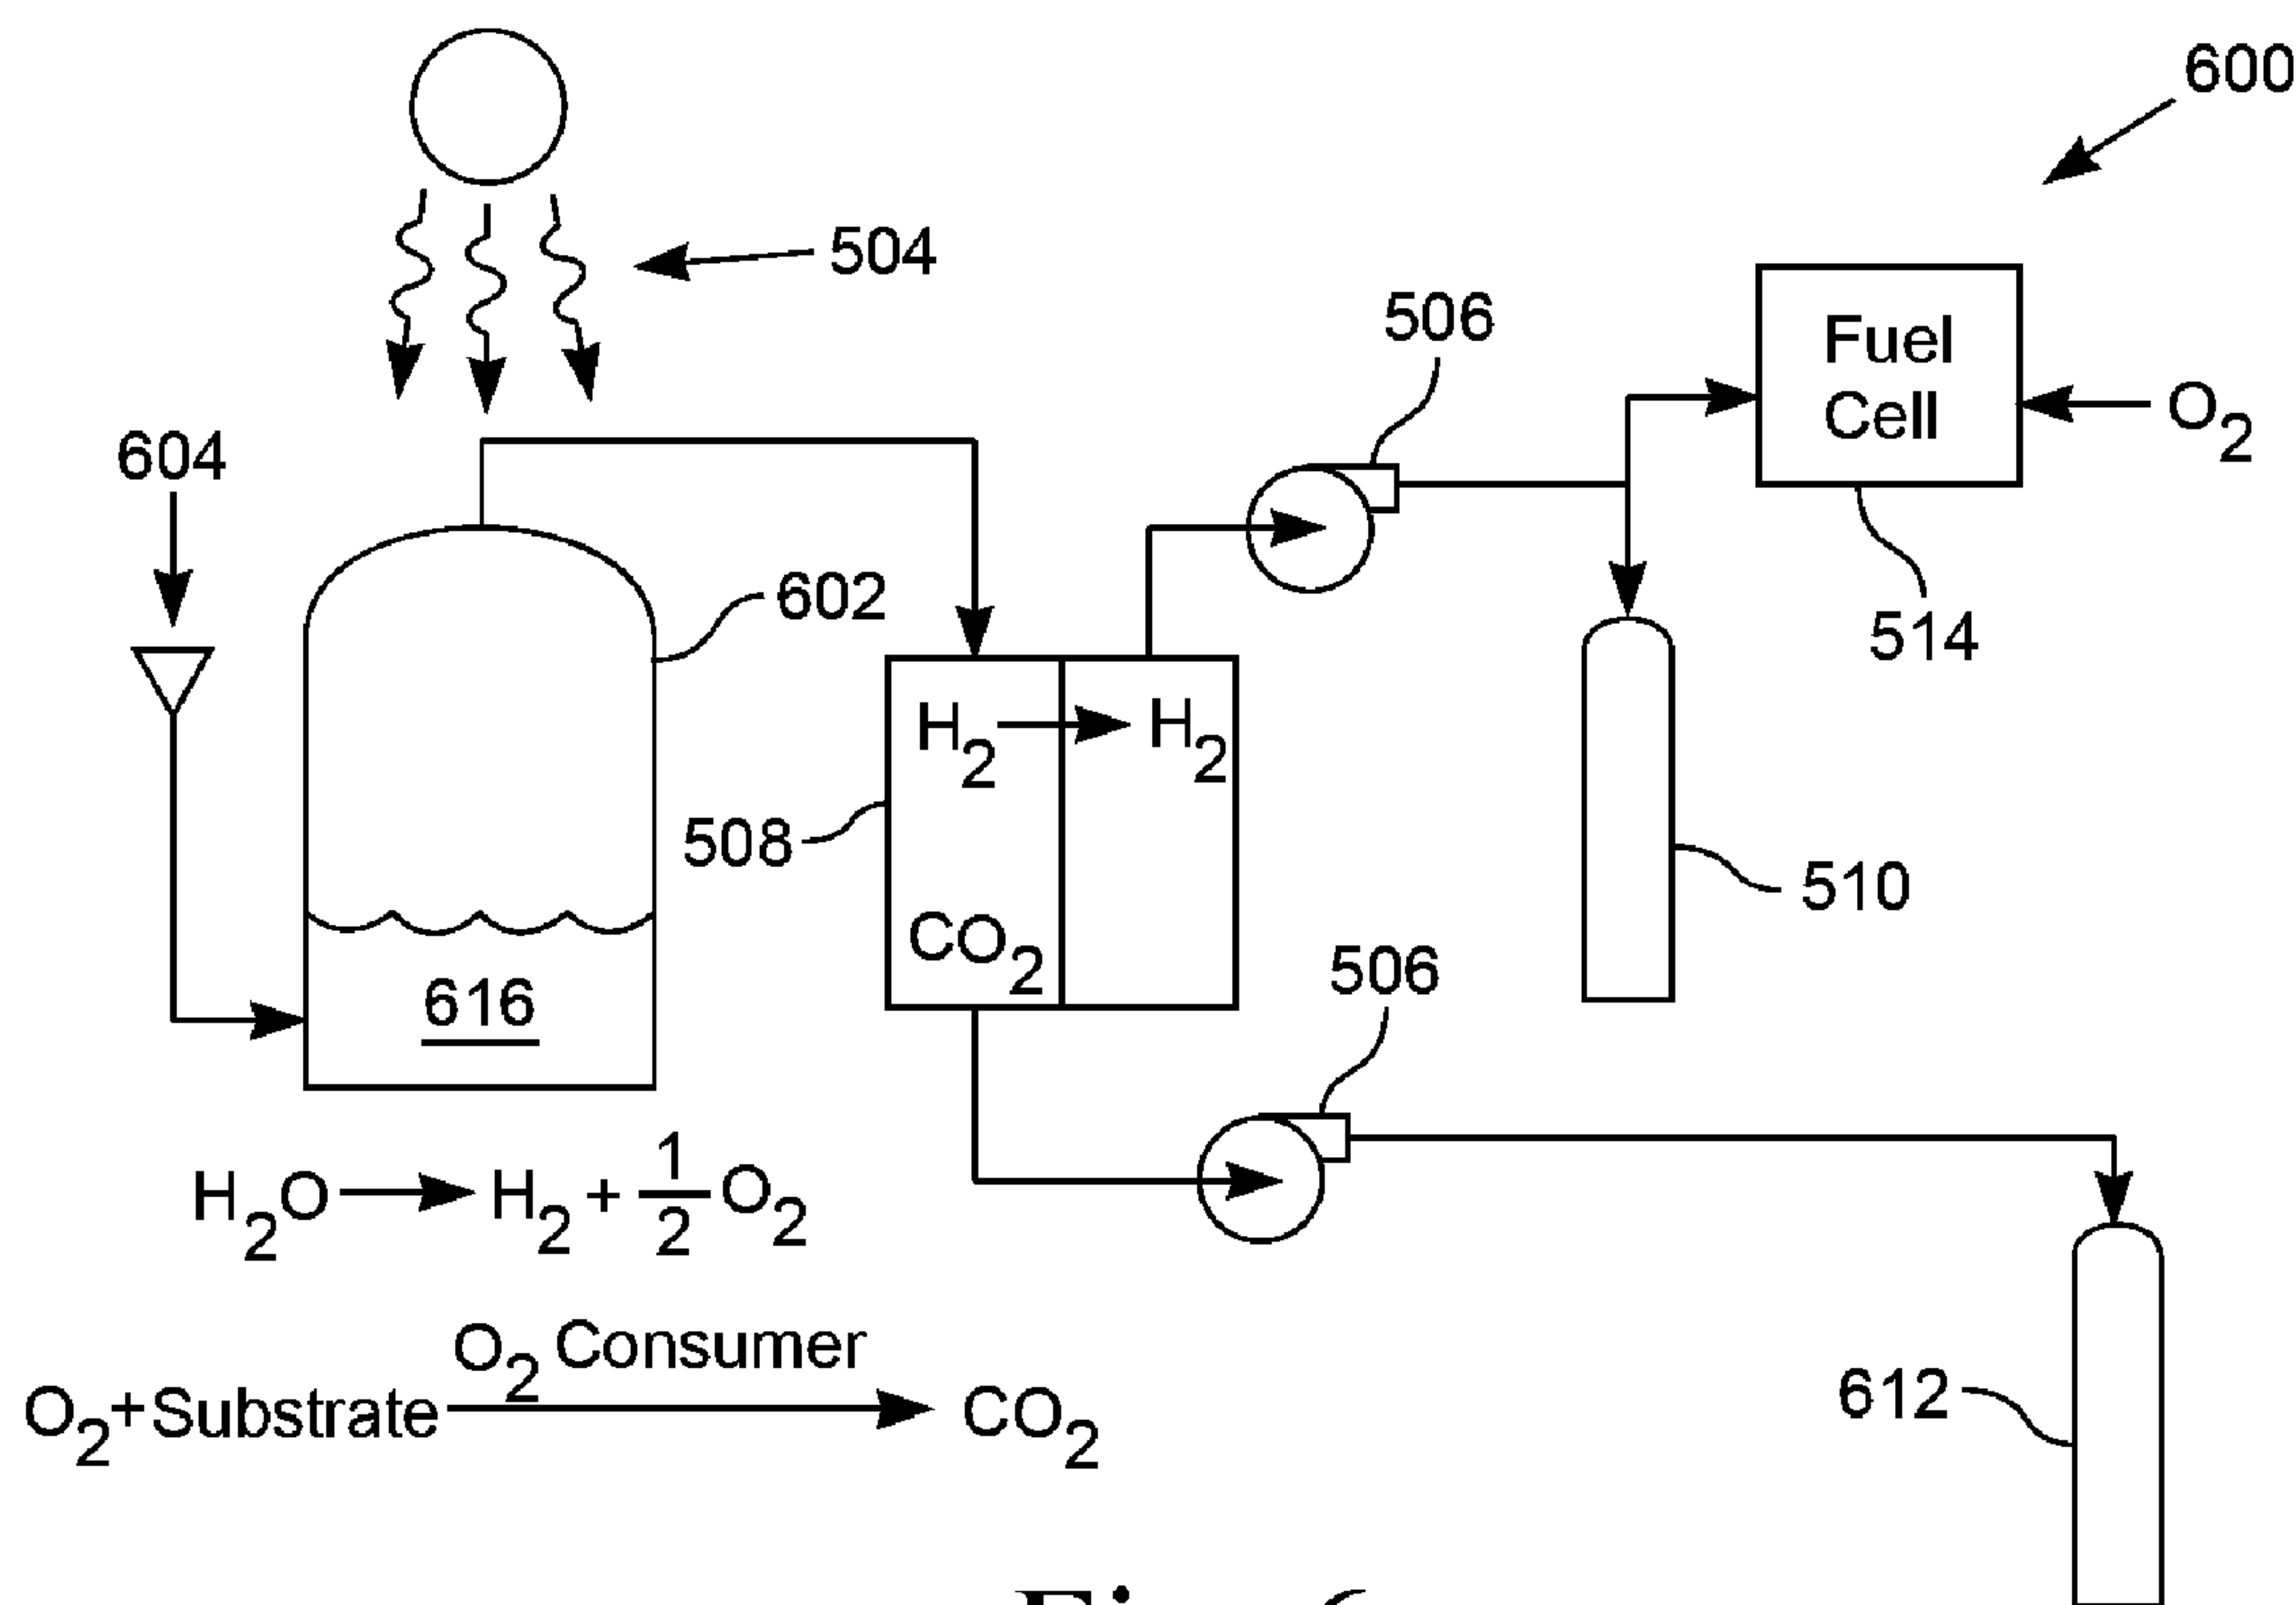 600
504
506
Fuel
Cell
O2
604
602
514
H2 → H2
508
510
CO2
506
616
H2O → H2 + 1/2 O2
O2 Consumer
O2+Substrate → CO2
612